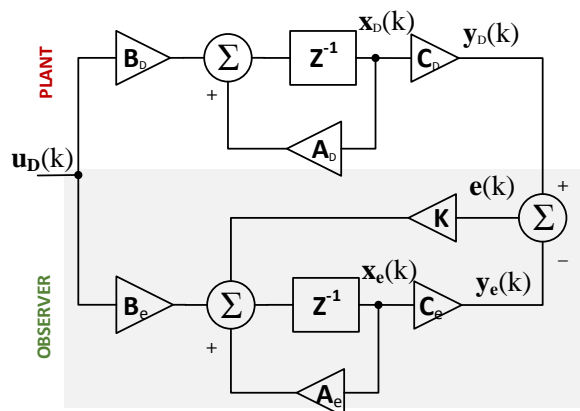 x_D(k)
y_D(k)
PLANT
B_D
Σ
Z⁻¹
C_D
+
A_D
u_D(k)
e(k)
+
K
Σ
x_e(k)
−
y_e(k)
OBSERVER
B_e
Σ
Z⁻¹
C_e
+
A_e